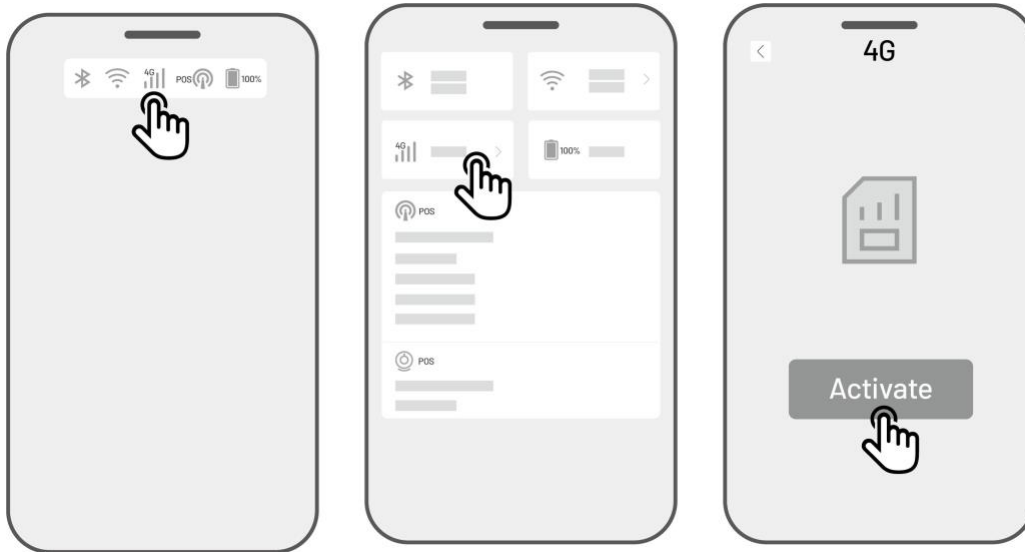 4G POS 100%
4G 100%
POS
POS
4G
Activate